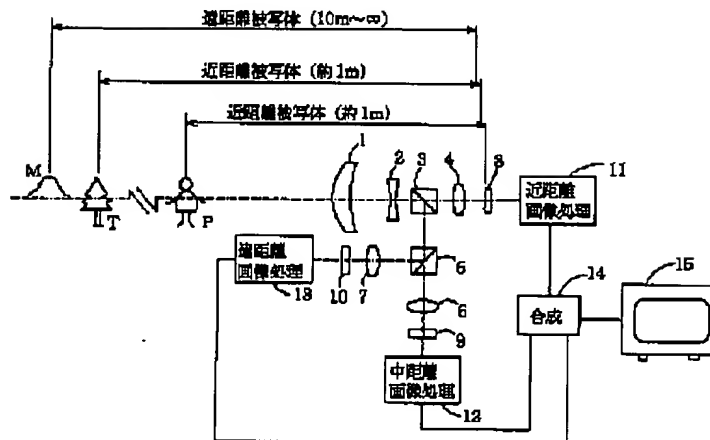 遠距離被写体 (10m~∞)
近距離被写体 (約1m)
近距離被写体 (約1m)
M
T
P
1
2
3
4
8
11
近距離
画像処理
遠距離
画像処理
13
10
7
5
6
9
中距離
画像処理
12
14
合成
15